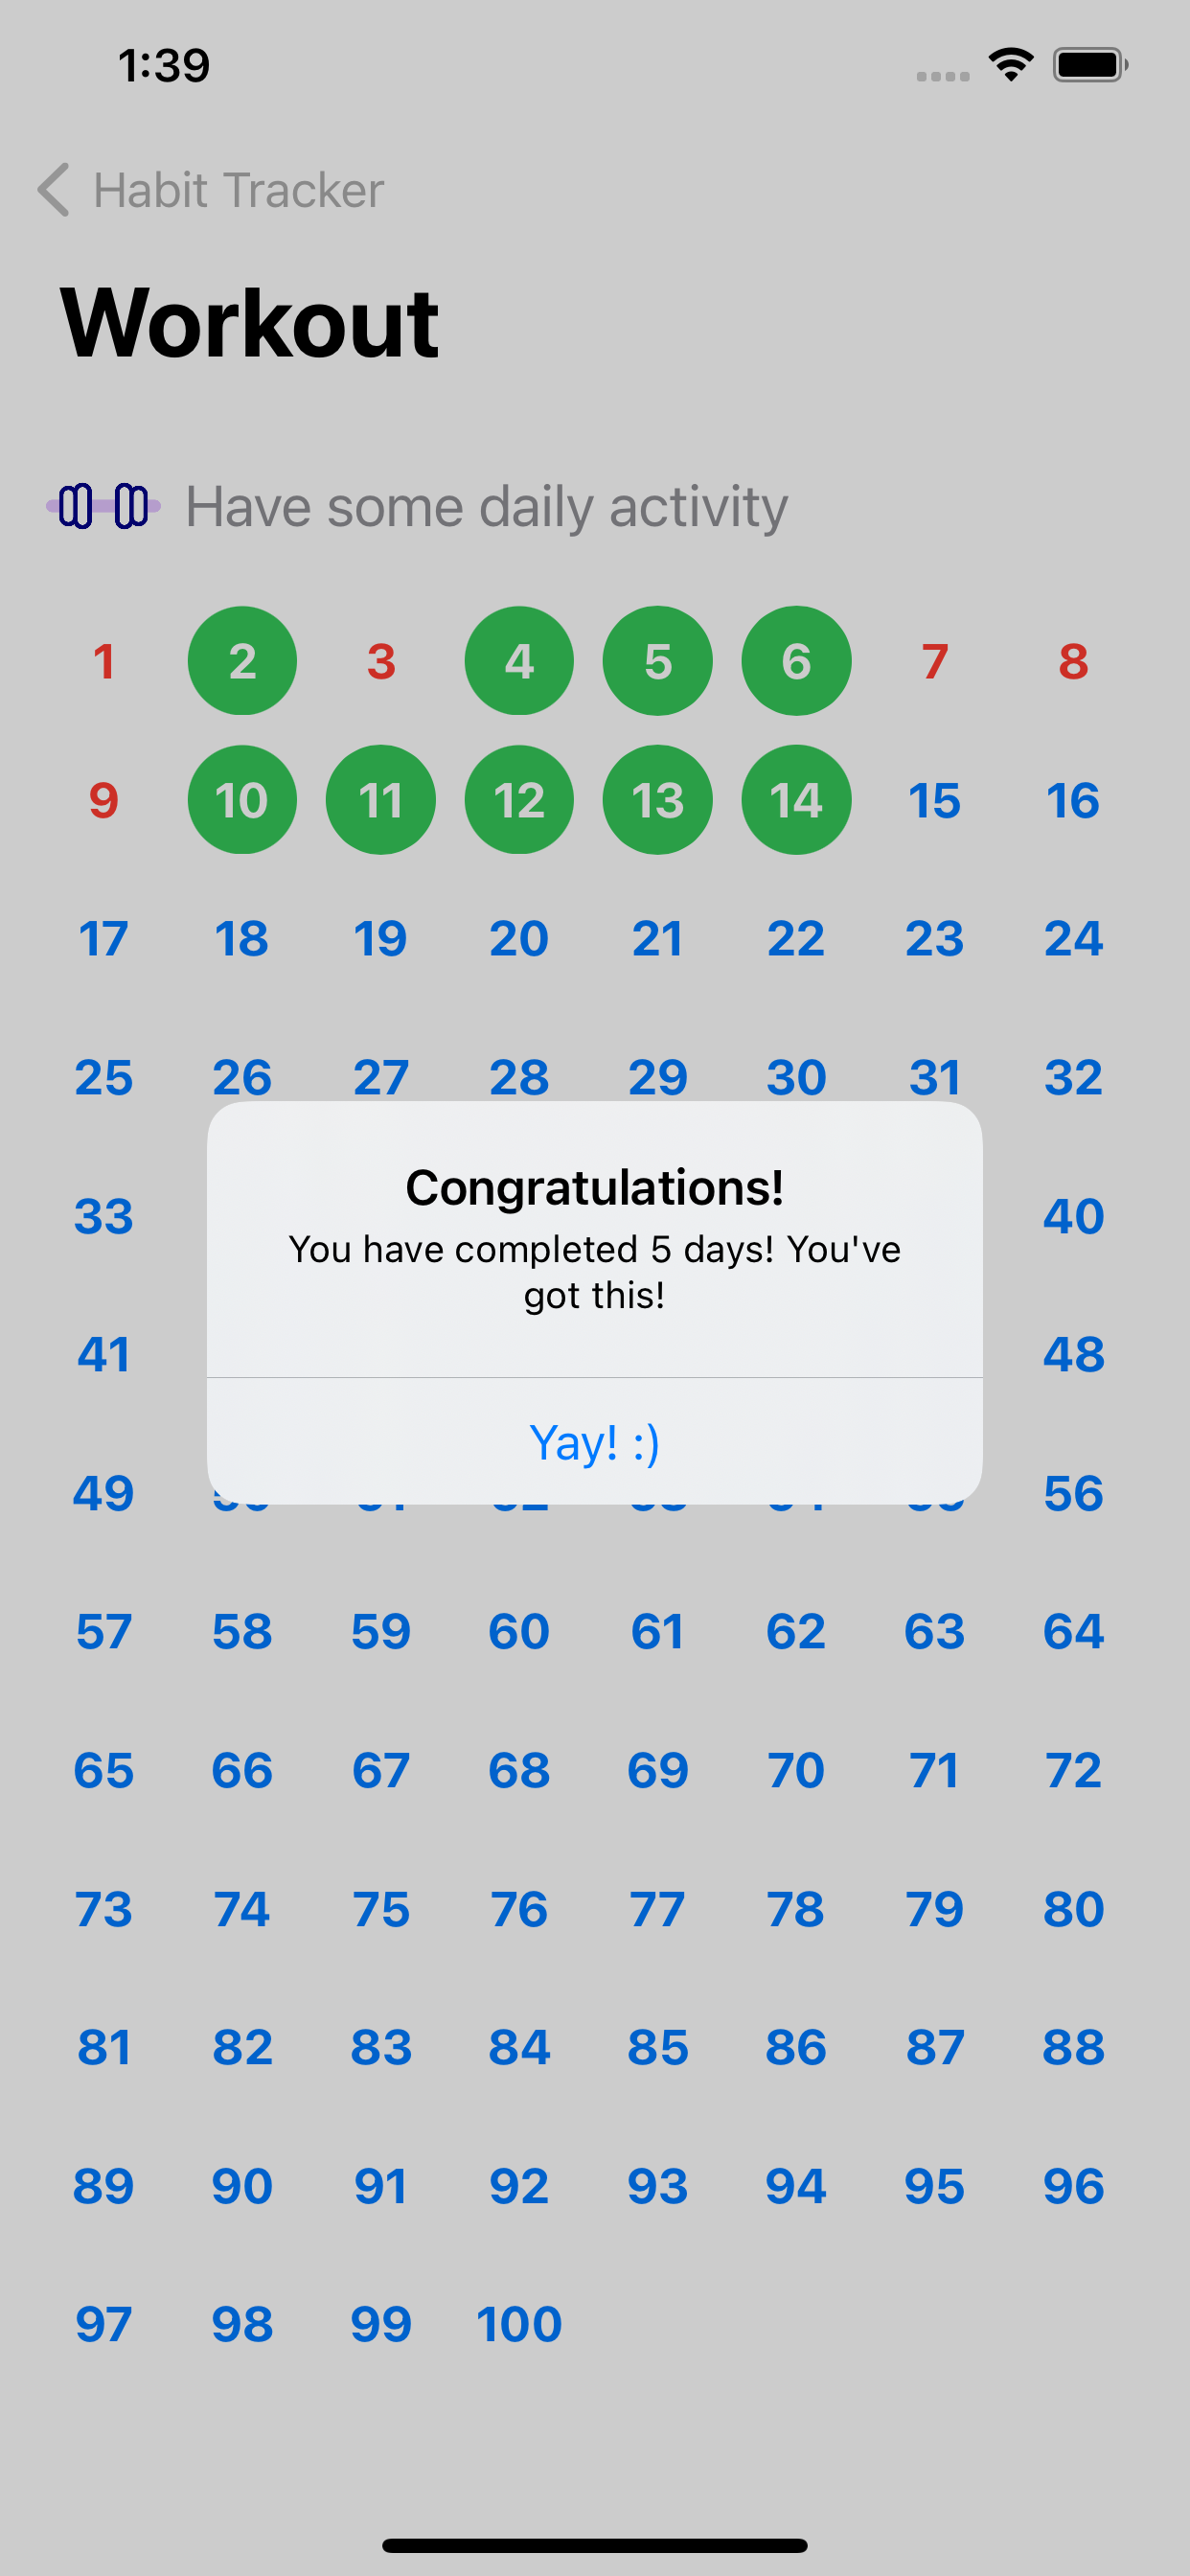 1:39
Habit Tracker
Workout
Have some daily activity
1 2 3 4 5 6 7 8
9 10 11 12 13 14 15 16
17 18 19 20 21 22 23 24
25 26 27 28 29 30 31 32
33 40
Congratulations!
You have completed 5 days! You've
got this!
41 48
Yay! :)
49 56
57 58 59 60 61 62 63 64
65 66 67 68 69 70 71 72
73 74 75 76 77 78 79 80
81 82 83 84 85 86 87 88
89 90 91 92 93 94 95 96
97 98 99 100